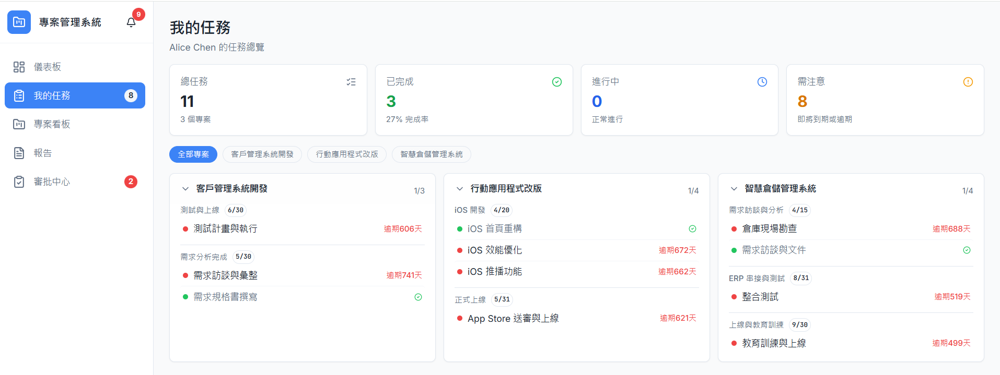 專案管理系統
9
儀表板
我的任務
8
專案看板
報告
審批中心
2
我的任務
Alice Chen 的任務總覽
總任務
11
3 個專案
已完成
3
27% 完成率
進行中
0
正常進行
需注意
8
即將到期或逾期
全部專案
客戶管理系統開發
行動應用程式改版
智慧倉儲管理系統
客戶管理系統開發
1/3
測試與上線 6/30
測試計畫與執行 逾期606天
需求分析完成 5/30
需求訪談與彙整 逾期741天
需求規格書撰寫
行動應用程式改版
1/4
iOS 開發 4/20
iOS 首頁重構
iOS 效能優化 逾期672天
iOS 推播功能 逾期662天
正式上線 5/31
App Store 送審與上線 逾期621天
智慧倉儲管理系統
1/4
需求訪談與分析 4/15
倉庫現場勘查 逾期688天
需求訪談與文件
ERP 串接與測試 8/31
整合測試 逾期519天
上線與教育訓練 9/30
教育訓練與上線 逾期499天